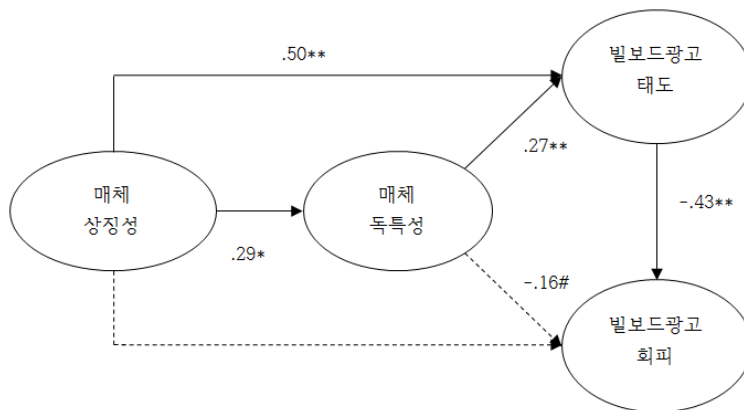 .50**
빌보드광고
태도
.27**
매체
상징성
매체
독특성
-.43**
.29*
-.16#
빌보드광고
회피